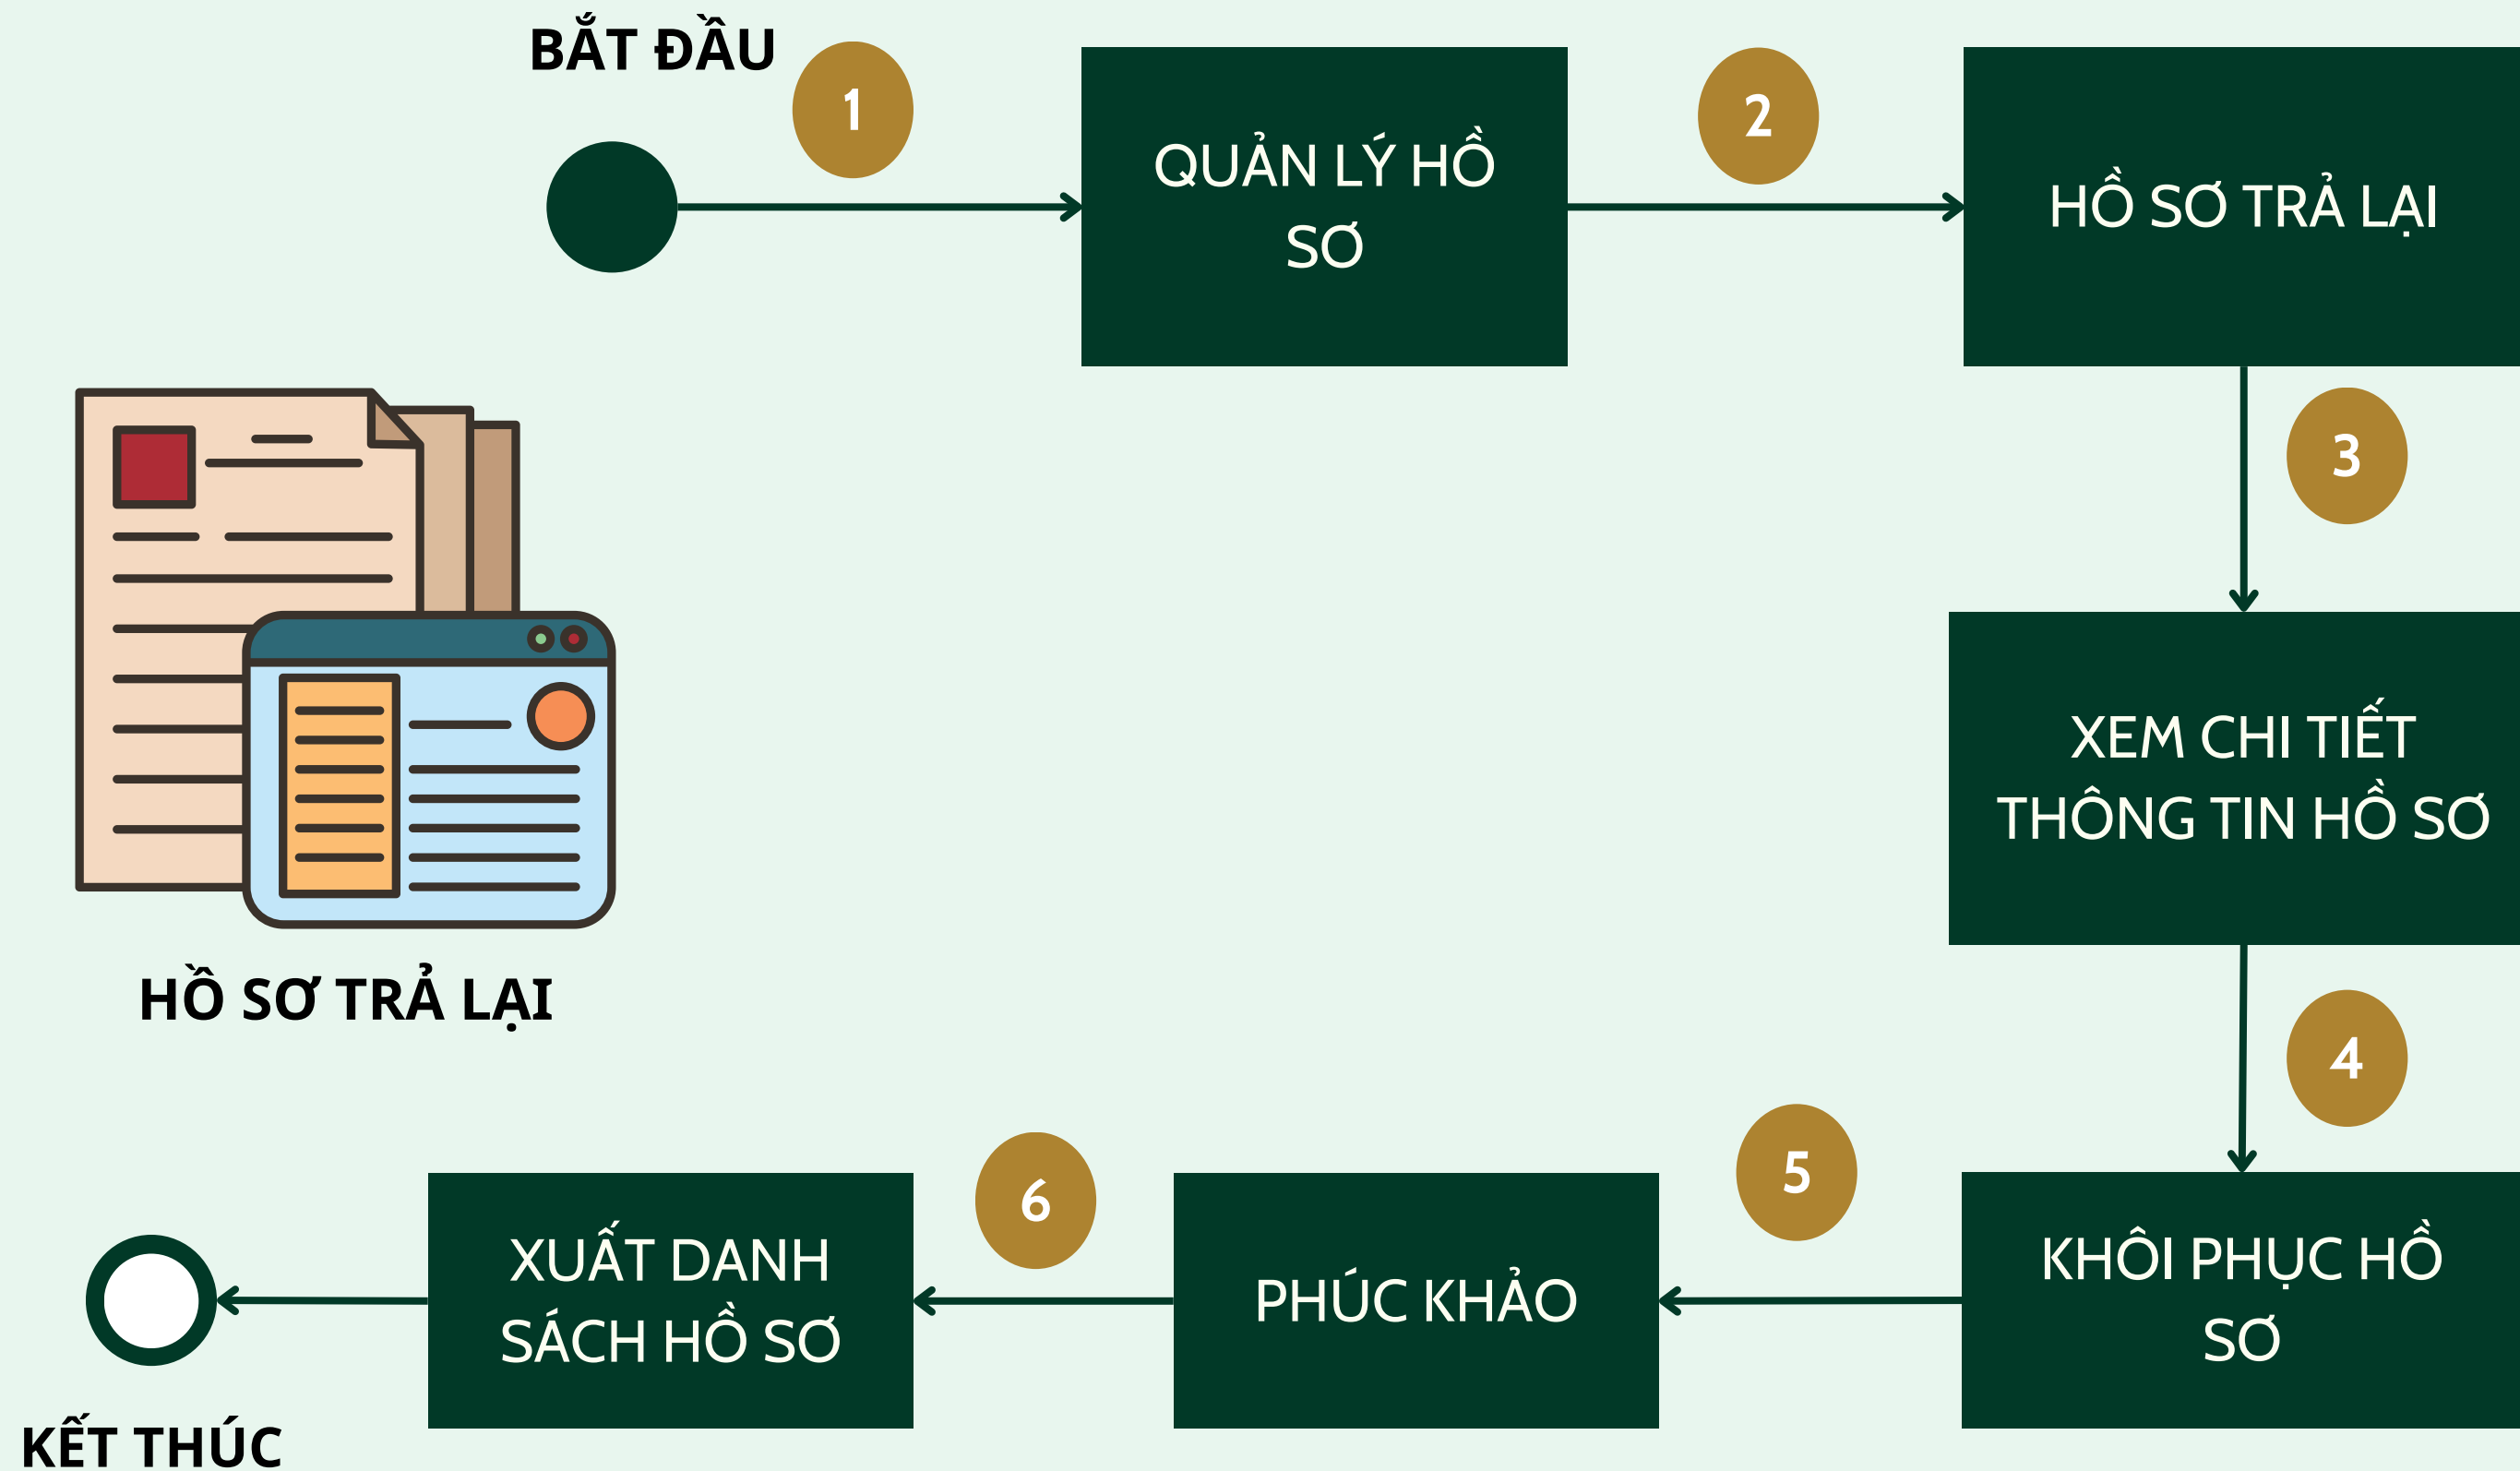 BẮT ĐẦU
1
QUẢN LÝ HỒ
SƠ
2
HỒ SƠ TRẢ LẠI
3
XEM CHI TIẾT
THÔNG TIN HỒ SƠ
HỒ SƠ TRẢ LẠI
4
KHÔI PHỤC HỒ
SƠ
5
PHÚC KHẢO
6
XUẤT DANH
SÁCH HỒ SƠ
KẾT THÚC